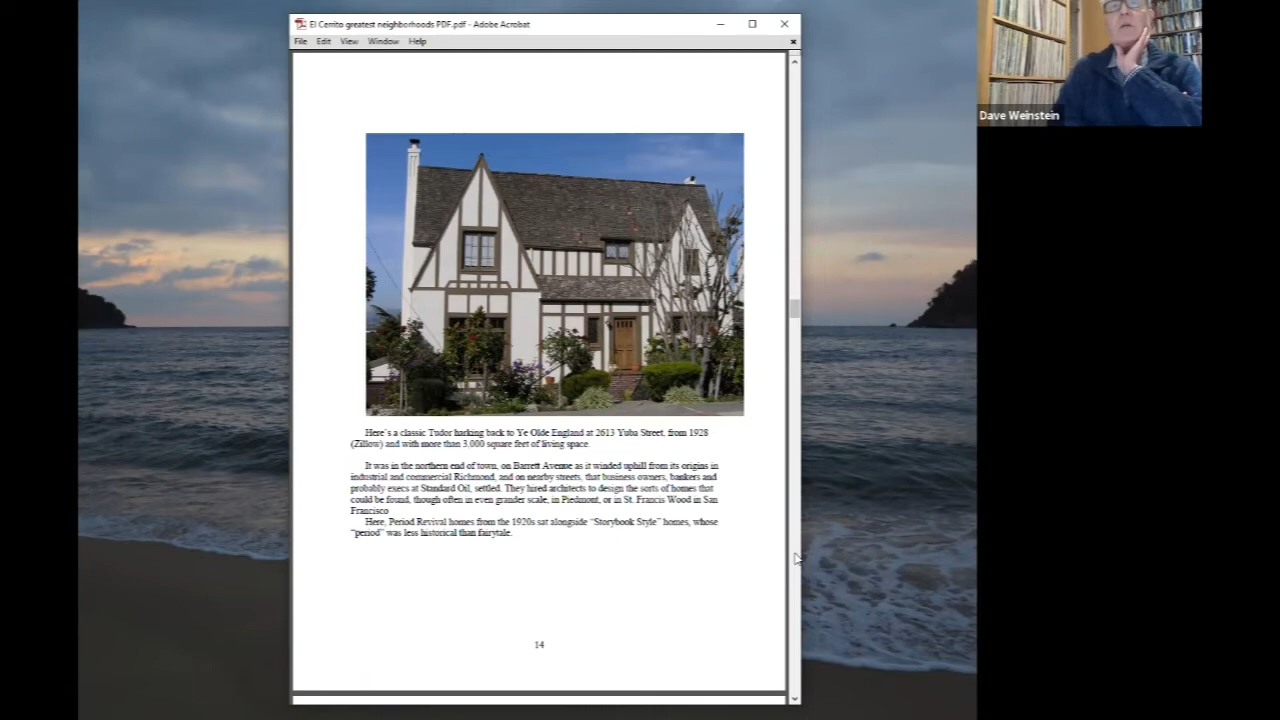 El Cerrito greatest neighborhoods PDF.pdf - Adobe Acrobat
File Edit View Window Help
Dave Weinstein
Here's a classic Tudor harking back to Ye Olde England at 2613 Yuba Street, from 1928
(Zillow) and with more than 3,000 square feet of living space.
It was in the northern end of town, on Barrett Avenue as it winded uphill from its origins in
industrial and commercial Richmond, and on nearby streets, that business owners, bankers and
probably execs at Standard Oil, settled. They hired architects to design the sorts of homes that
could be found, though often in even grander scale, in Piedmont, or in St. Francis Wood in San
Francisco
Here, Period Revival homes from the 1920s sat alongside “Storybook Style” homes, whose
“period” was less historical than fairytale.
14